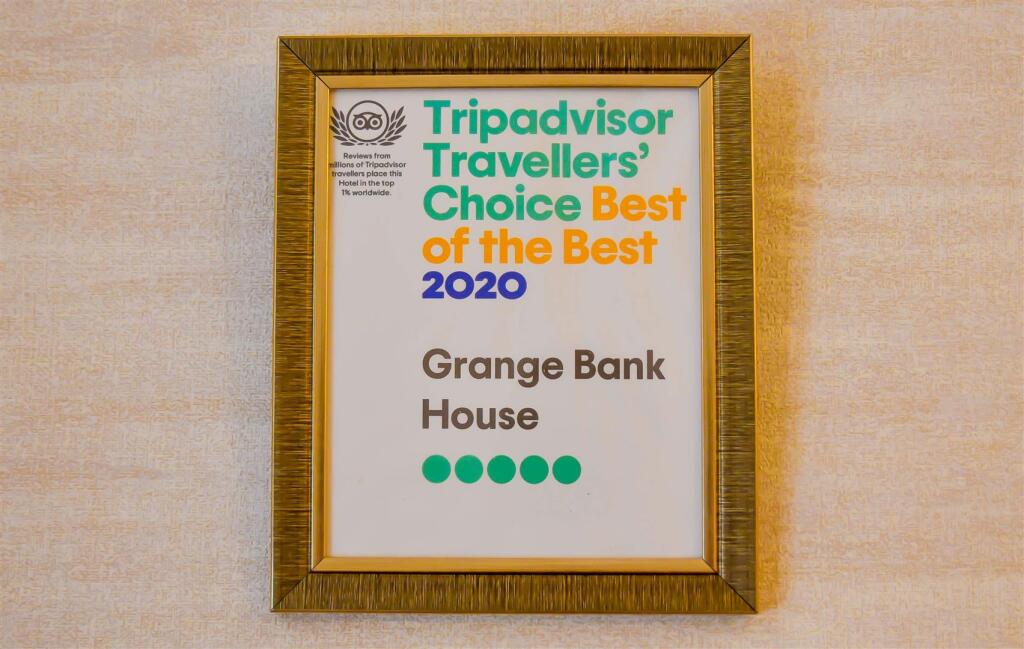 Reviews from
millions of Tripadvisor
travellers place this
Hotel in the top
1% worldwide.
Tripadvisor
Travellers’
Choice Best
of the Best
2020
Grange Bank
House